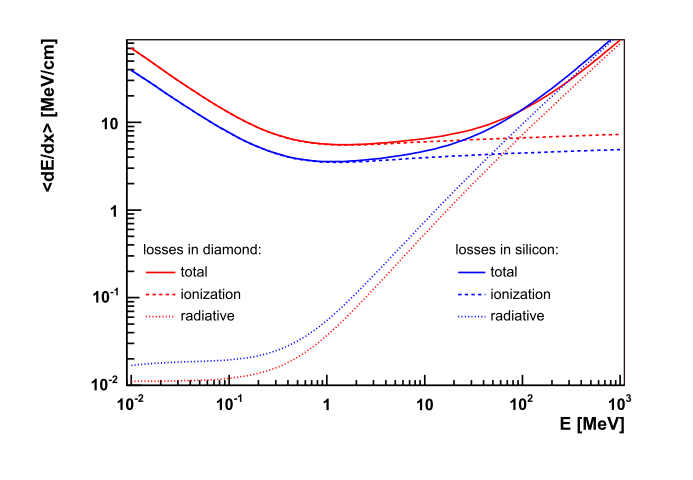 <dE/dx> [MeV/cm]
10
1
10⁻¹
10⁻²
losses in diamond:
total
ionization
radiative
losses in silicon:
total
ionization
radiative
10⁻² 10⁻¹ 1 10 10² 10³
E [MeV]